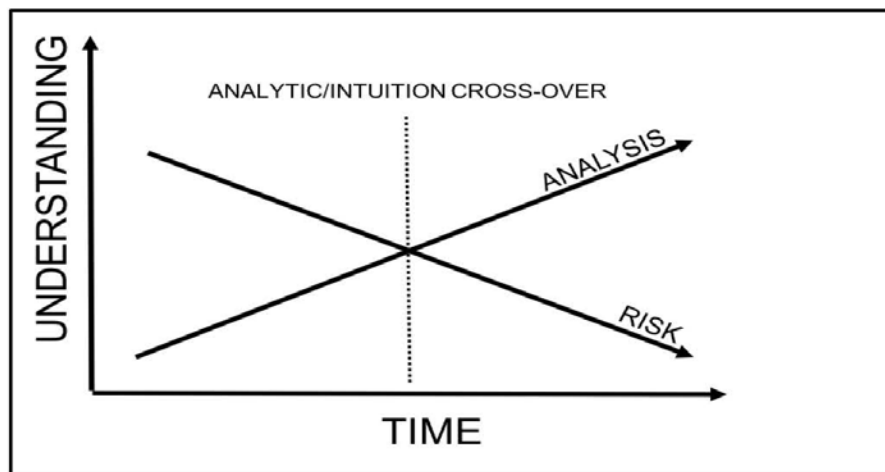 UNDERSTANDING
ANALYTIC/INTUITION CROSS-OVER
ANALYSIS
RISK
TIME